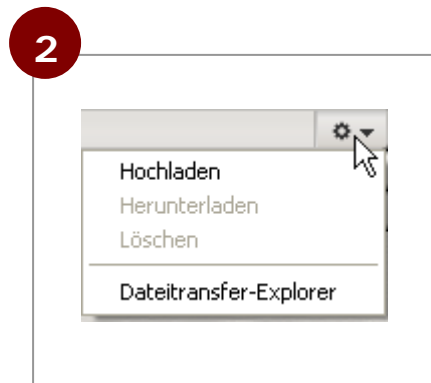 2
Hochladen
Herunterladen
Löschen
Dateitransfer-Explorer